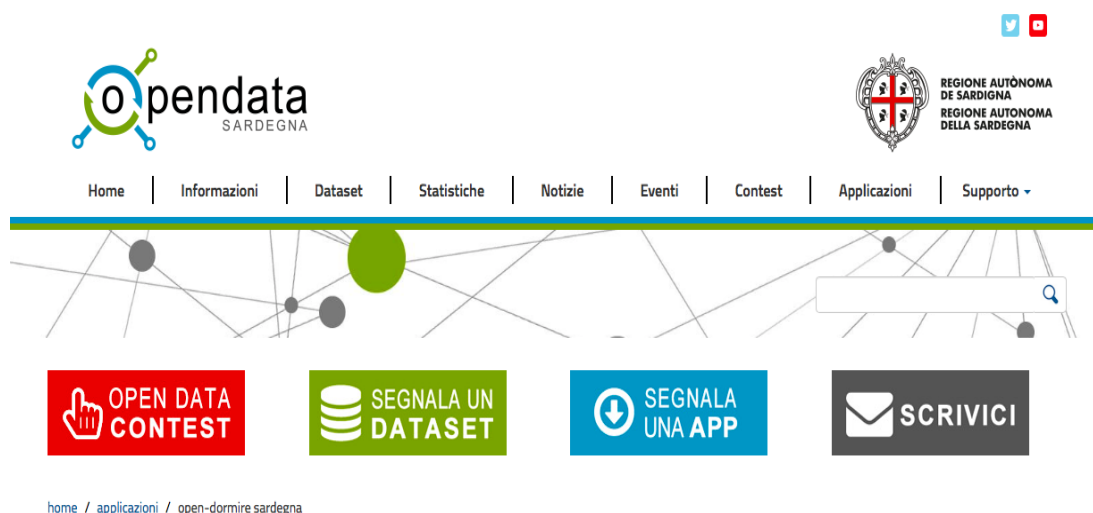 opendata
SARDEGNA
REGIONE AUTÒNOMA
DE SARDIGNA
REGIONE AUTONOMA
DELLA SARDEGNA
Home
Informazioni
Dataset
Statistiche
Notizie
Eventi
Contest
Applicazioni
Supporto
OPEN DATA
CONTEST
SEGNALA UN
DATASET
SEGNALA
UNA APP
SCRIVICI
home / applicazioni / open-dormire sardegna